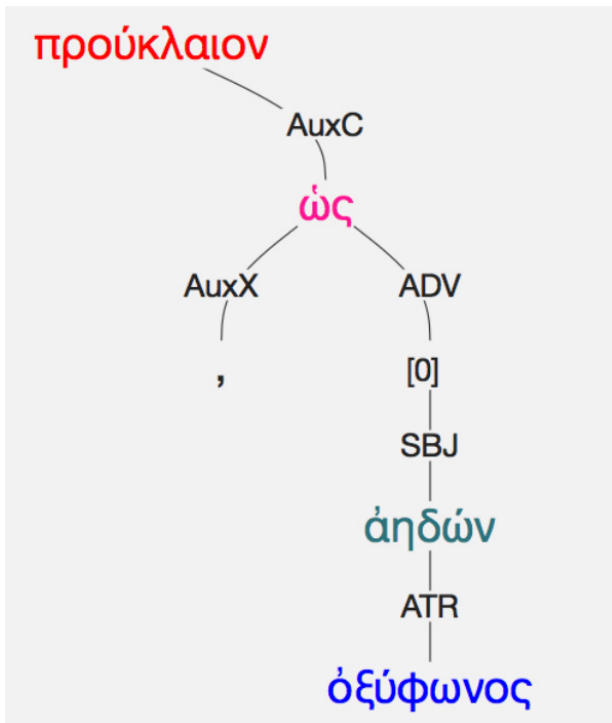 προύκλαιον
AuxC
ὡς
AuxX ADV
, [0]
SBJ
ἀηδών
ATR
ὀξύφωνος